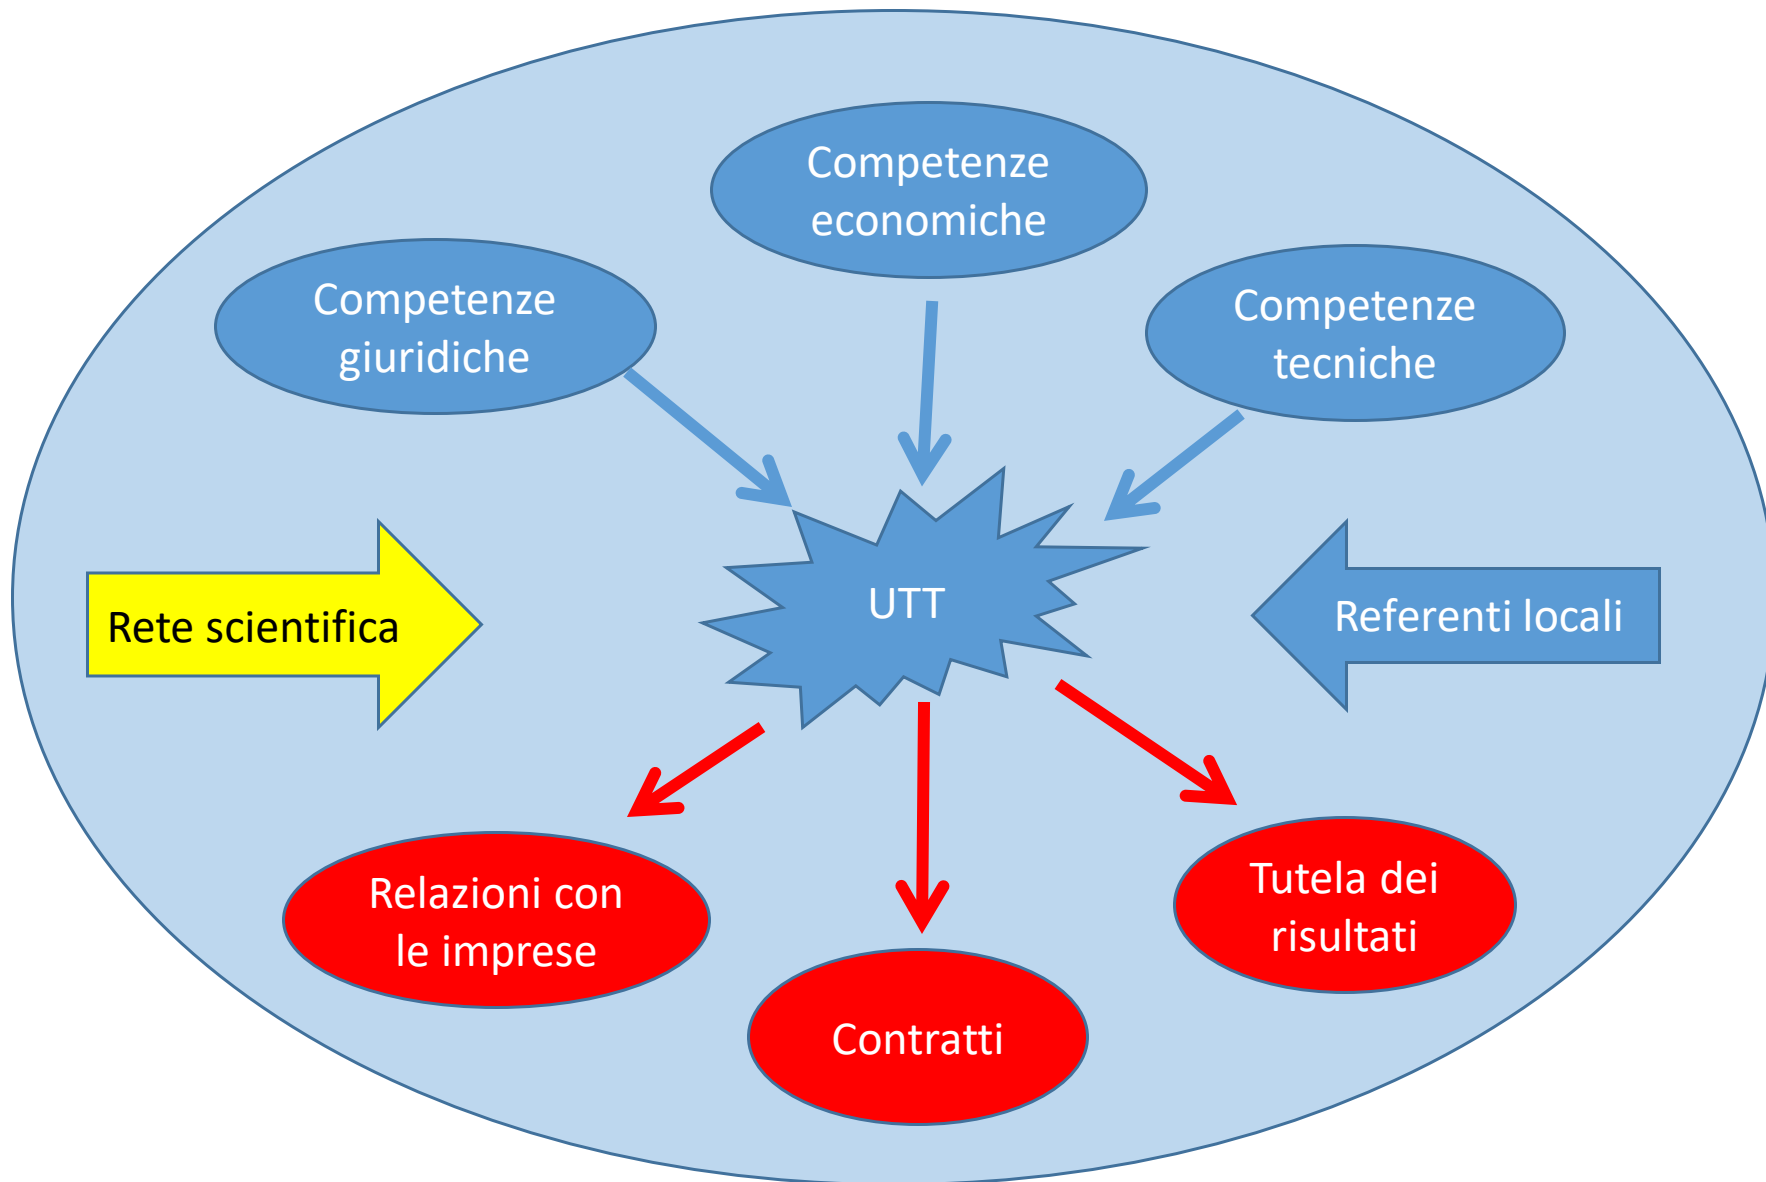 Competenze
economiche
Competenze
giuridiche
Competenze
tecniche
UTT
Rete scientifica
Referenti locali
Relazioni con
le imprese
Tutela dei
risultati
Contratti